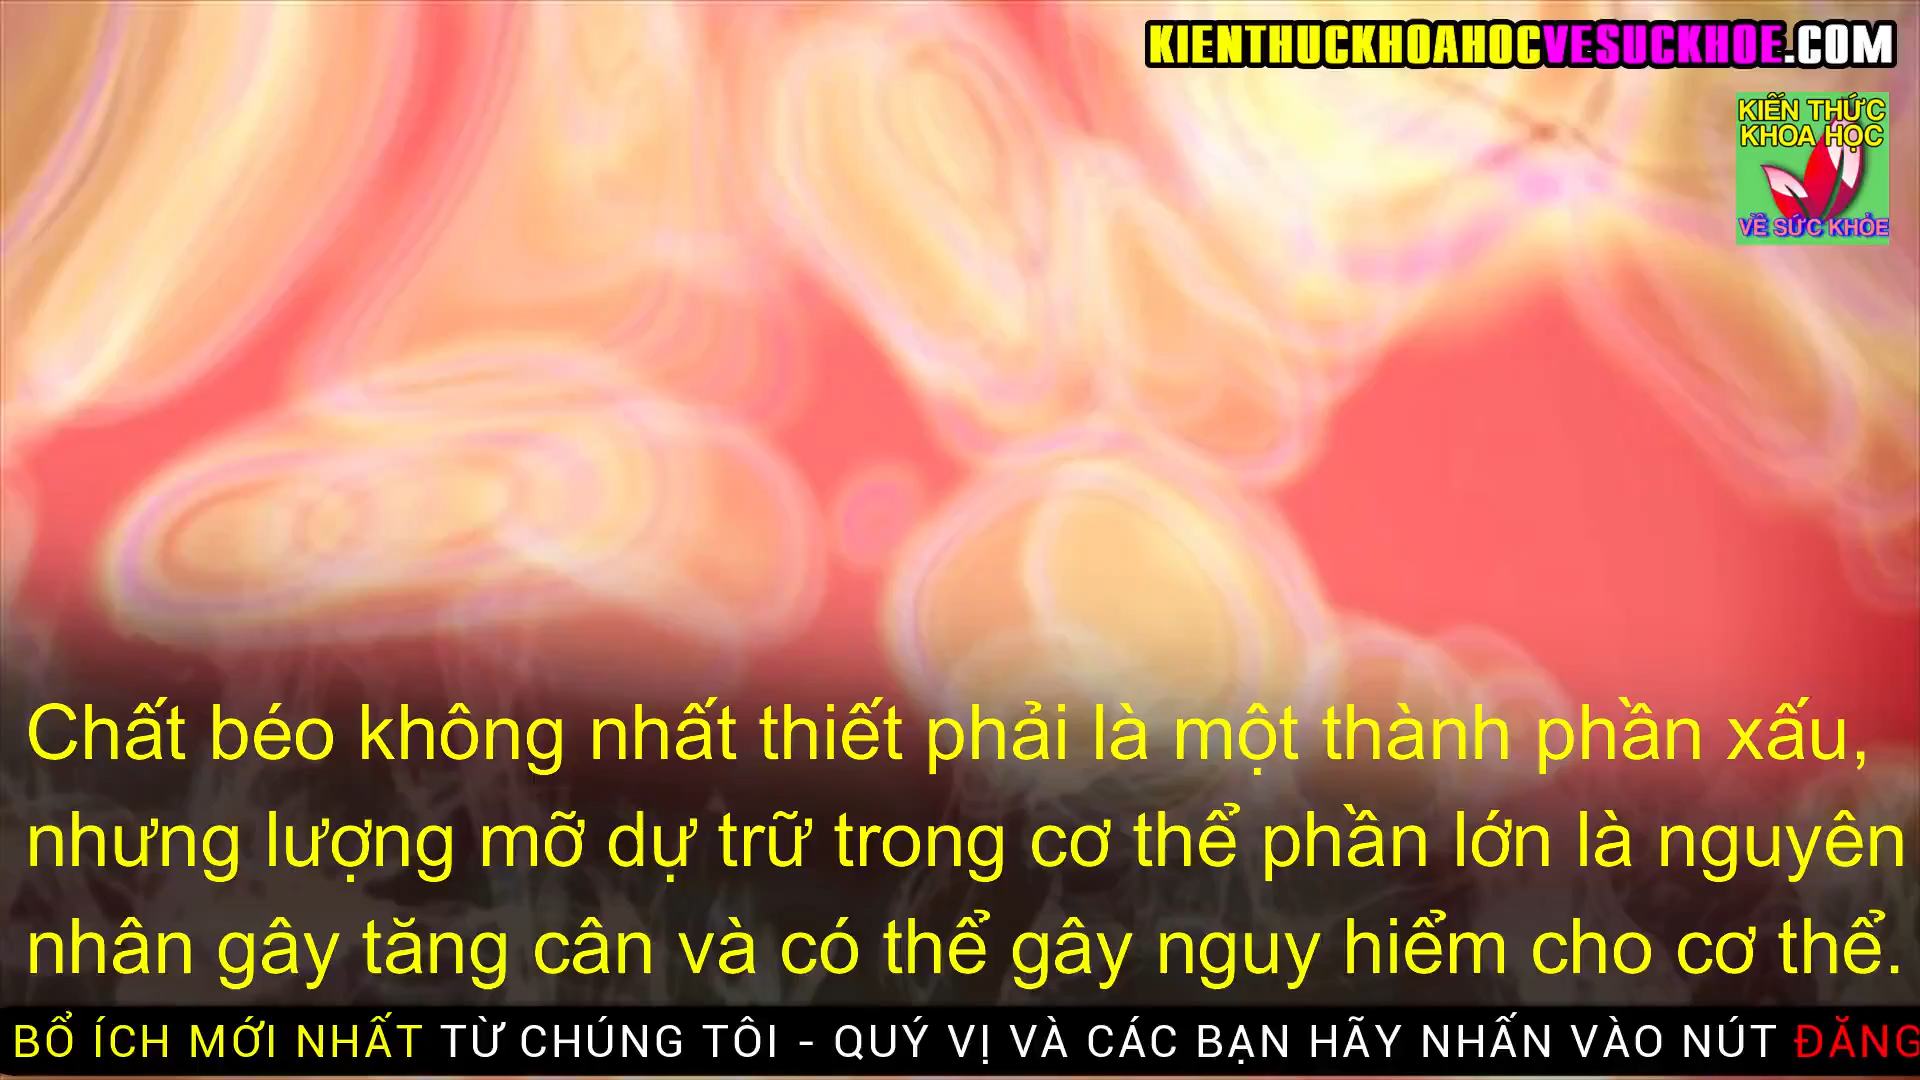 KIENTHUCKHOAHOCVESUCKHOE.COM
KIẾN THỨC
KHOA HỌC
VỀ SỨC KHỎE
Chất béo không nhất thiết phải là một thành phần xấu,
nhưng lượng mỡ dự trữ trong cơ thể phần lớn là nguyên
nhân gây tăng cân và có thể gây nguy hiểm cho cơ thể.
BỔ ÍCH MỚI NHẤT TỪ CHÚNG TÔI - QUÝ VỊ VÀ CÁC BẠN HÃY NHẤN VÀO NÚT ĐĂNG